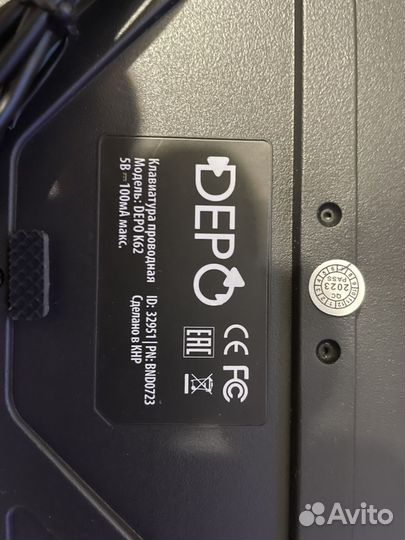 DEPO
Клавиатура проводная
Модель: DEPO K62
5В ⎓ 100мА макс.
ID: 32951 | PN: BND0723
Сделано в КНР
CE FC
EAC
QC
PASS
2023
Avito